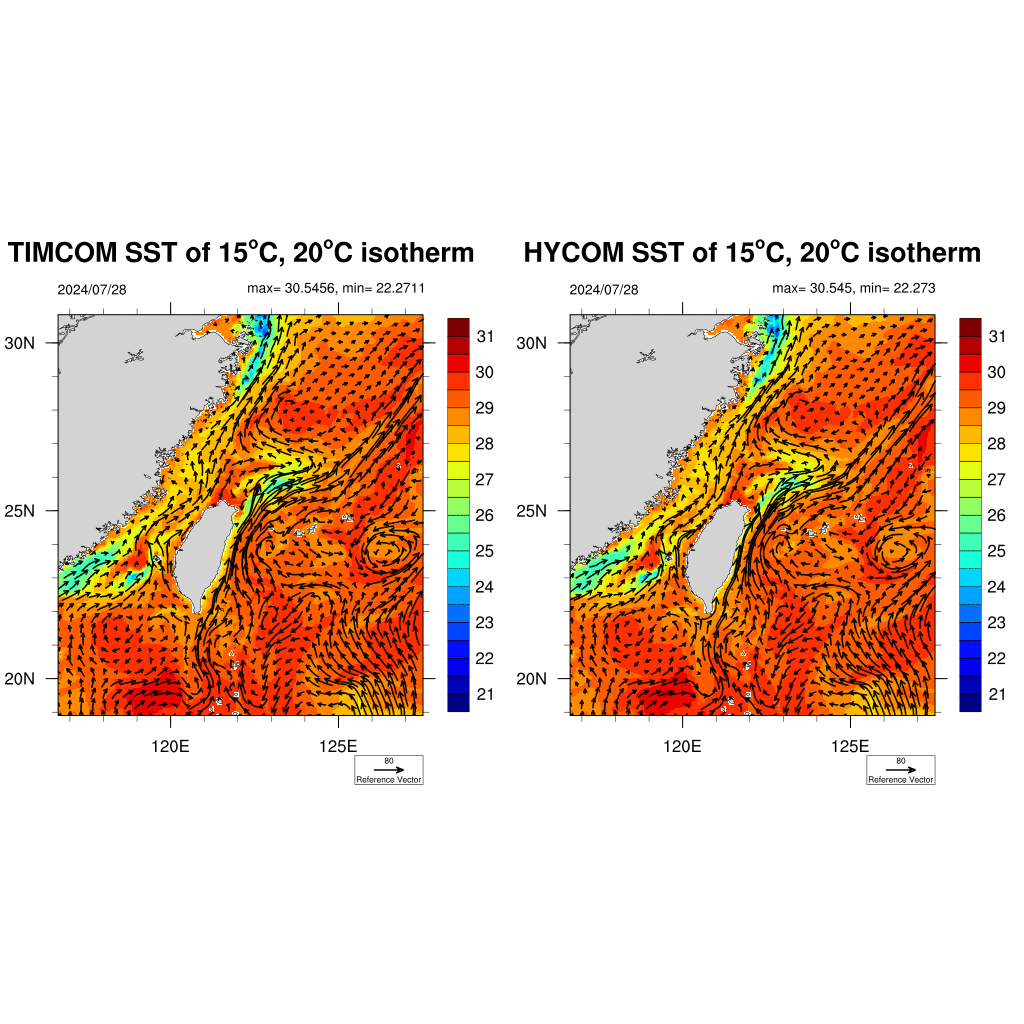 TIMCOM SST of 15°C, 20°C isotherm
2024/07/28
max= 30.5456, min= 22.2711
30N
25N
20N
120E
125E
31
30
29
28
27
26
25
24
23
22
21
80
Reference Vector
HYCOM SST of 15°C, 20°C isotherm
2024/07/28
max= 30.545, min= 22.273
30N
25N
20N
120E
125E
31
30
29
28
27
26
25
24
23
22
21
80
Reference Vector